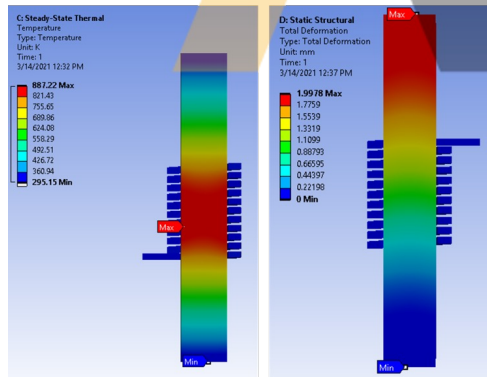 C: Steady-State Thermal
Temperature
Type: Temperature
Unit: K
Time: 1
3/14/2021 12:32 PM
887.22 Max
821.43
755.65
689.86
624.08
558.29
492.51
426.72
360.94
295.15 Min
Max
Min
D: Static Structural
Total Deformation
Type: Total Deformation
Unit: mm
Time: 1
3/14/2021 12:37 PM
1.9978 Max
1.7759
1.5539
1.3319
1.1099
0.88793
0.66595
0.44397
0.22198
0 Min
Max
Min